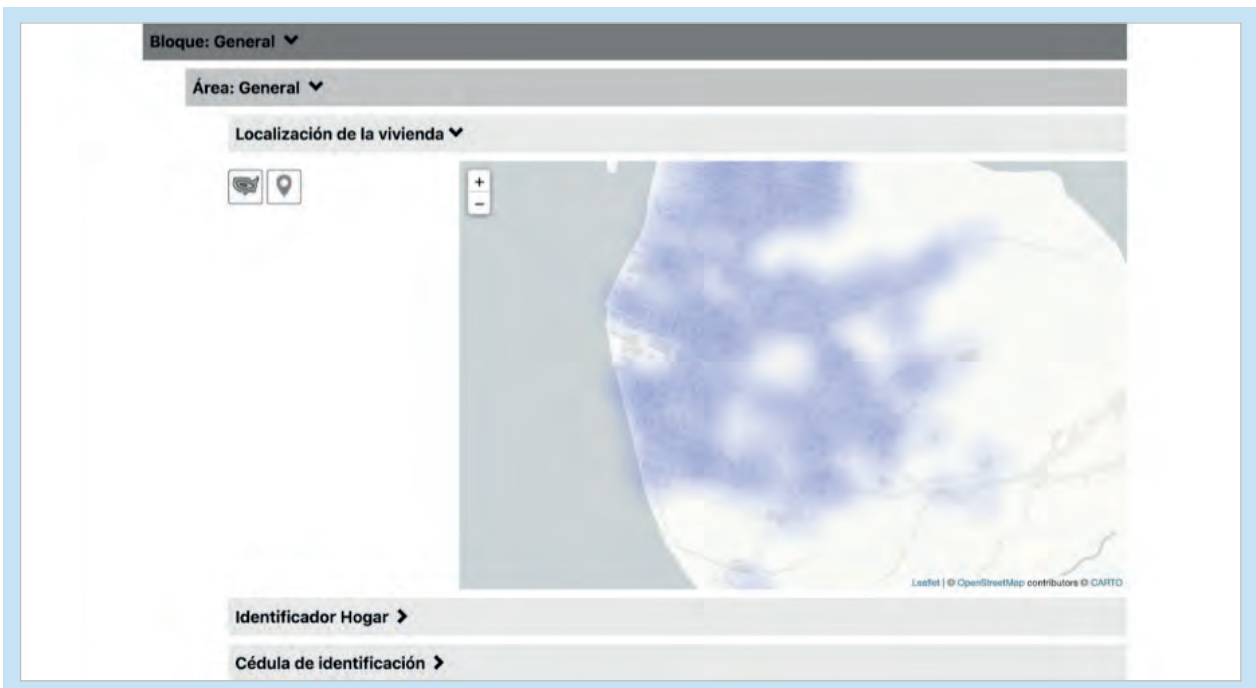 Bloque: General
Área: General
Localización de la vivienda
+
−
Leaflet | © OpenStreetMap contributors © CARTO
Identificador Hogar
Cédula de identificación